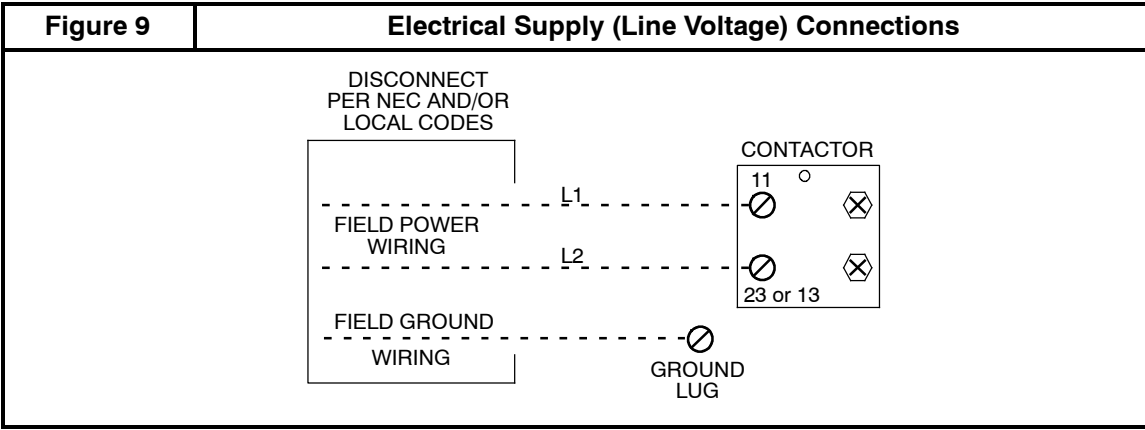 Figure 9
Electrical Supply (Line Voltage) Connections
DISCONNECT
PER NEC AND/OR
LOCAL CODES
CONTACTOR
11
L1
FIELD POWER
WIRING
L2
23 or 13
FIELD GROUND
WIRING
GROUND
LUG